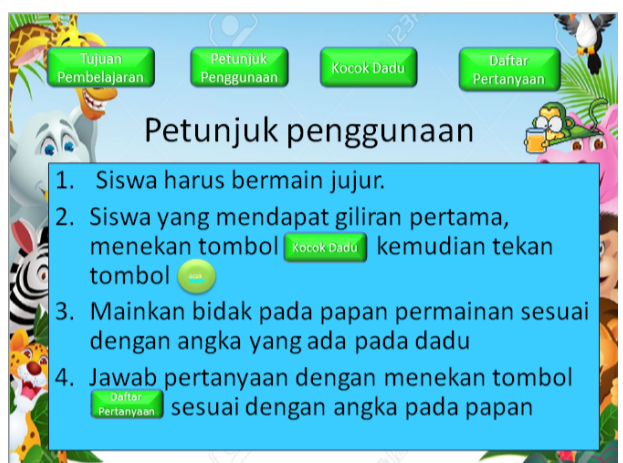 Tujuan
Pembelajaran
Petunjuk
Penggunaan
Kocok Dadu
Daftar
Pertanyaan
Petunjuk penggunaan
1. Siswa harus bermain jujur.
2. Siswa yang mendapat giliran pertama,
menekan tombol Kocok Dadu kemudian tekan
tombol
3. Mainkan bidak pada papan permainan sesuai
dengan angka yang ada pada dadu
4. Jawab pertanyaan dengan menekan tombol
Daftar
Pertanyaan sesuai dengan angka pada papan